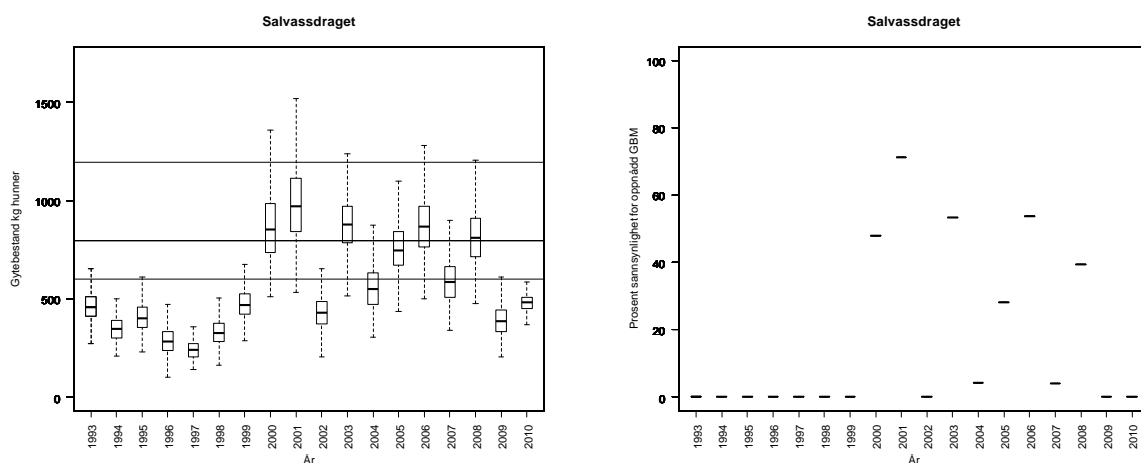 Salvassdraget
Gytebestand kg hunner
1500
1000
500
0
1993 1994 1995 1996 1997 1998 1999 2000 2001 2002 2003 2004 2005 2006 2007 2008 2009 2010
År
Salvassdraget
Prosent sannsynlighet for oppnådd GBM
100
80
60
40
20
0
1993 1994 1995 1996 1997 1998 1999 2000 2001 2002 2003 2004 2005 2006 2007 2008 2009 2010
År